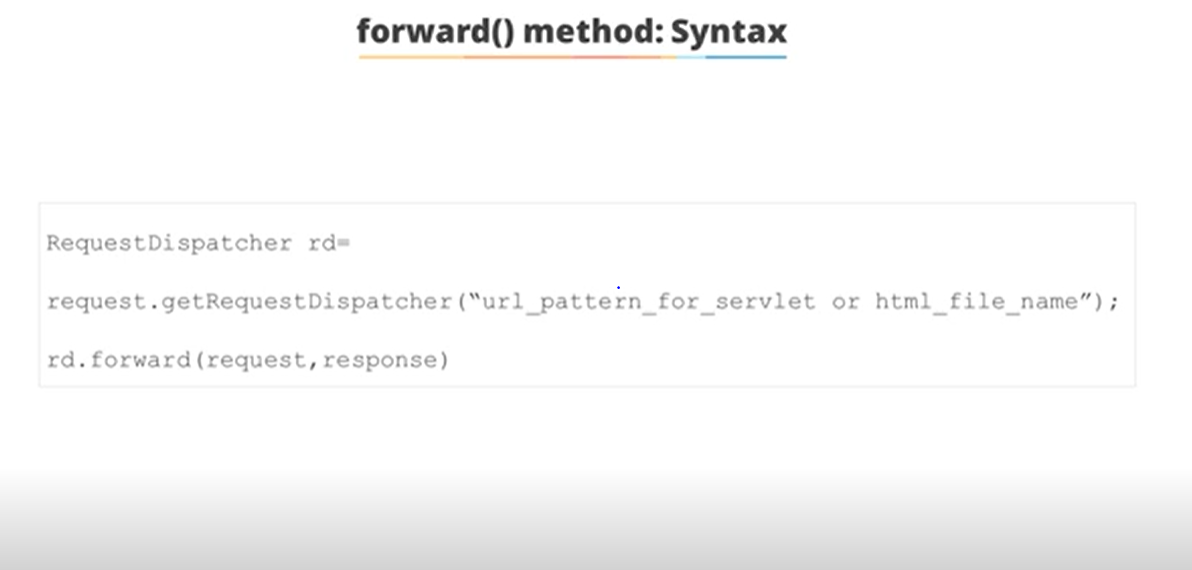 forward() method: Syntax
RequestDispatcher rd=
request.getRequestDispatcher(“url_pattern_for_servlet or html_file_name”);
rd.forward(request,response)